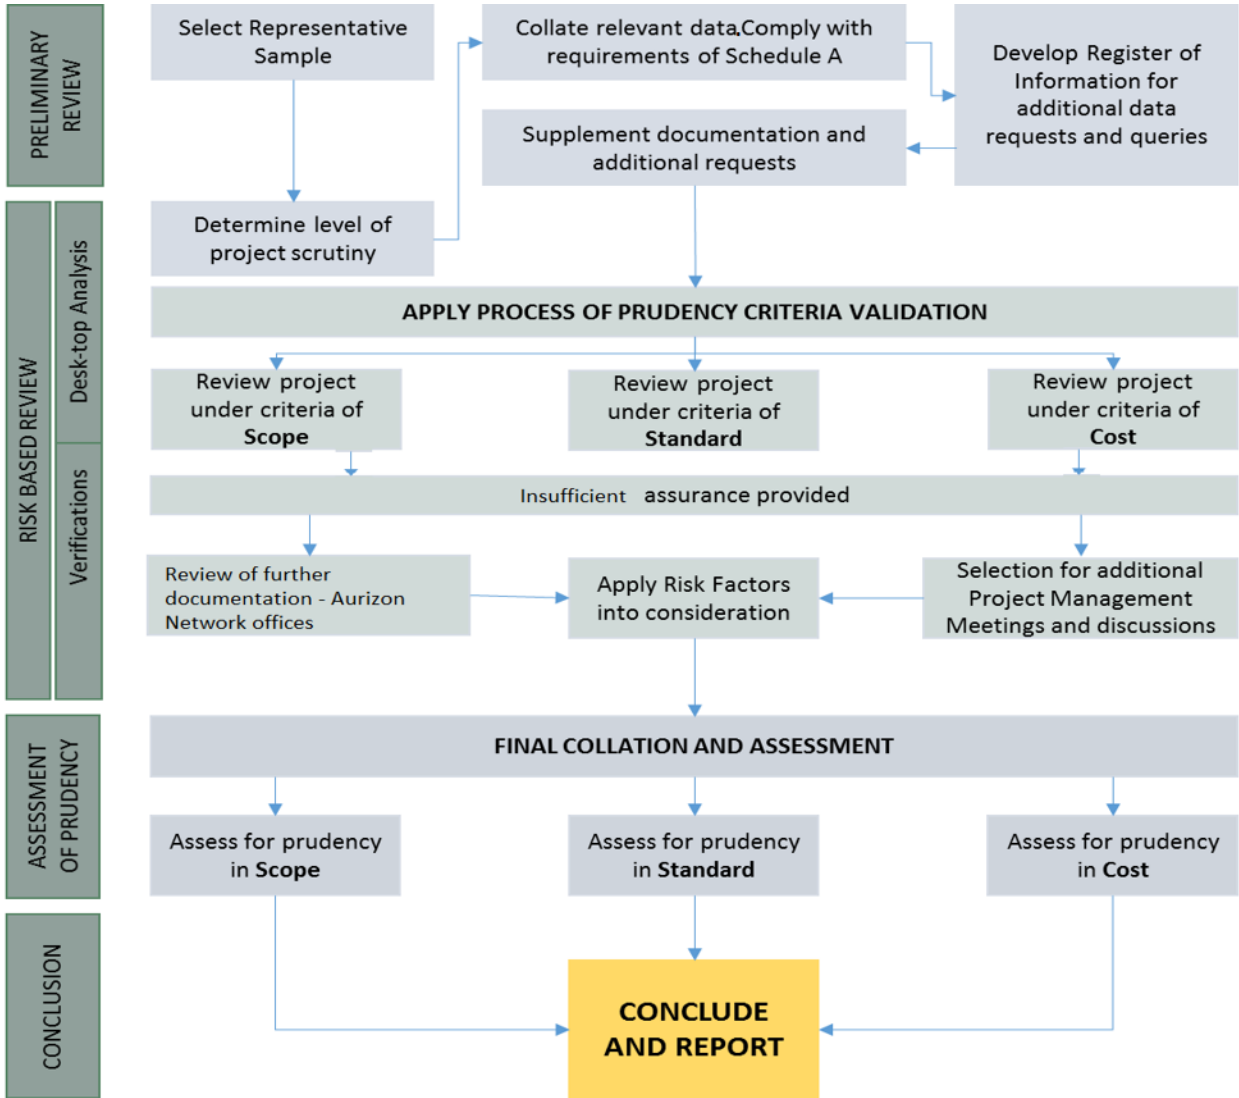 PRELIMINARY
REVIEW
Select Representative
Sample
Collate relevant data.Comply with
requirements of Schedule A
Develop Register of
Information for
additional data
requests and queries
Supplement documentation and
additional requests
RISK BASED REVIEW
Desk-top Analysis
Verifications
Determine level of
project scrutiny
APPLY PROCESS OF PRUDENCY CRITERIA VALIDATION
Review project
under criteria of
Scope
Review project
under criteria of
Standard
Review project
under criteria of
Cost
Insufficient assurance provided
Review of further
documentation - Aurizon
Network offices
Apply Risk Factors
into consideration
Selection for additional
Project Management
Meetings and discussions
ASSESSMENT
OF PRUDENCY
FINAL COLLATION AND ASSESSMENT
Assess for prudency
in Scope
Assess for prudency
in Standard
Assess for prudency
in Cost
CONCLUSION
CONCLUDE
AND REPORT